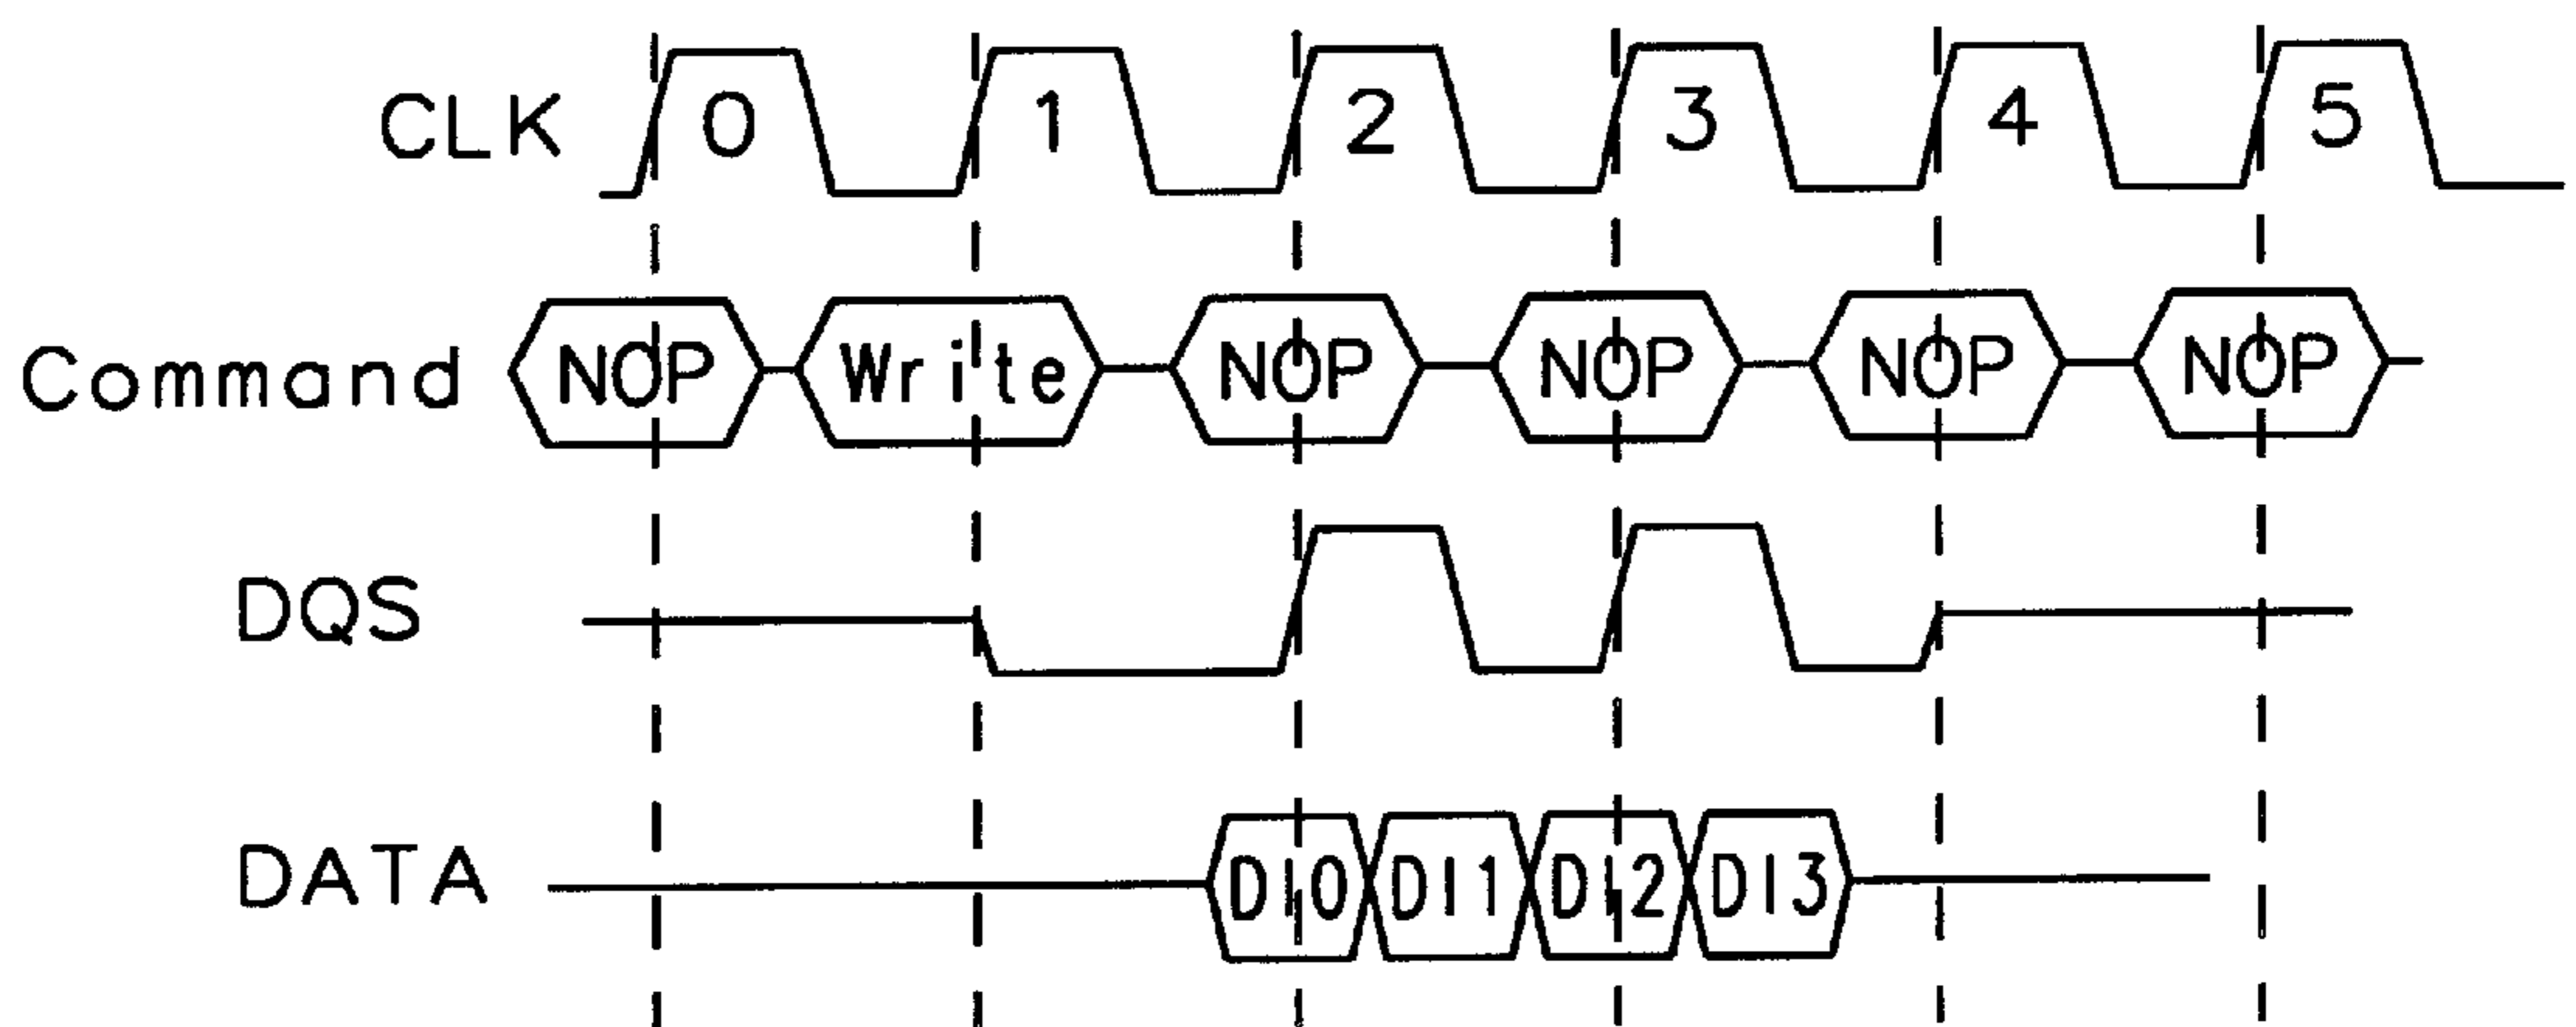 CLK 0 1 2 3 4 5
Command NOP Write NOP NOP NOP NOP
DQS
DATA DI0 DI1 DI2 DI3